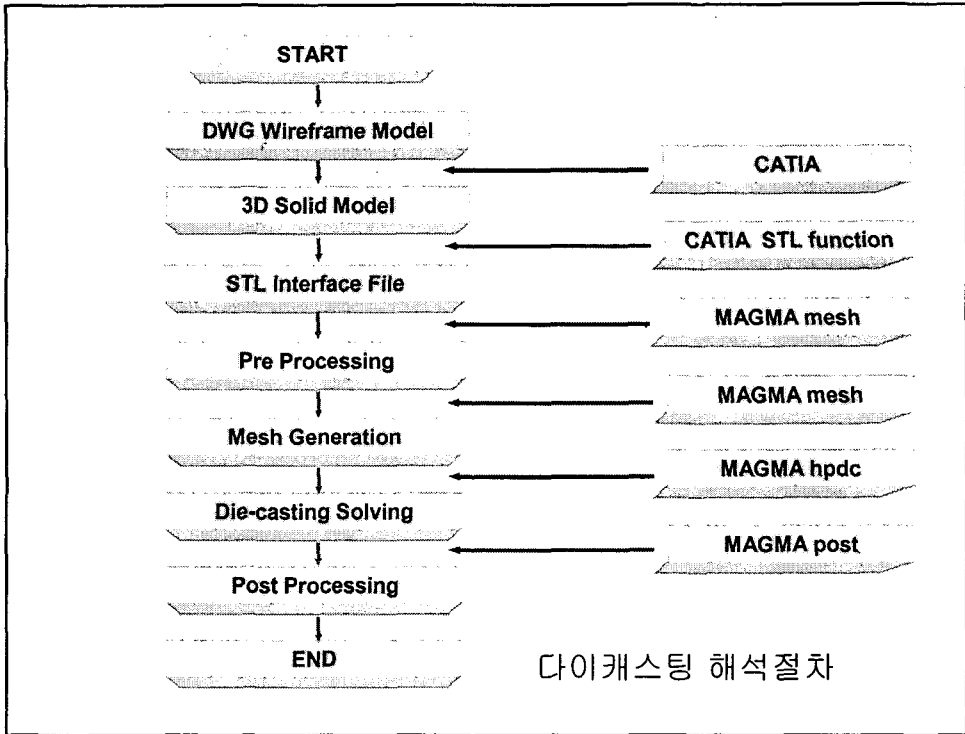 START
DWG Wireframe Model
CATIA
3D Solid Model
CATIA STL function
STL Interface File
MAGMA mesh
Pre Processing
MAGMA mesh
Mesh Generation
MAGMA hpdc
Die-casting Solving
MAGMA post
Post Processing
END
다이캐스팅 해석절차